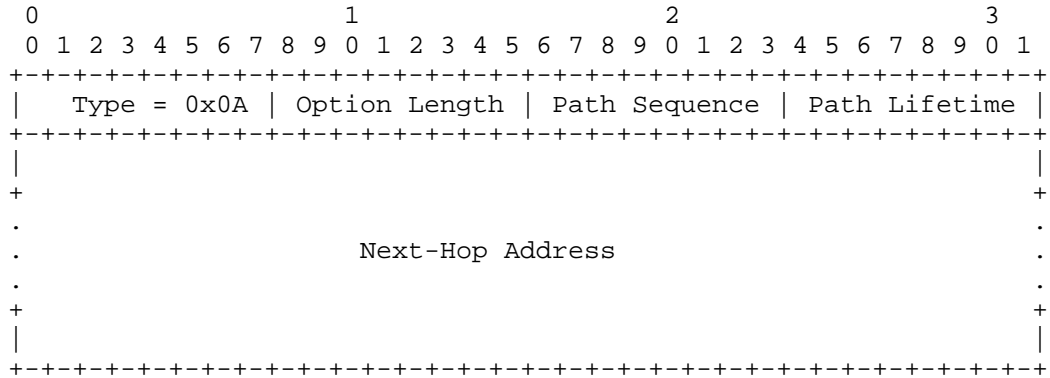 0                   1                   2                   3
0 1 2 3 4 5 6 7 8 9 0 1 2 3 4 5 6 7 8 9 0 1 2 3 4 5 6 7 8 9 0 1
+-+-+-+-+-+-+-+-+-+-+-+-+-+-+-+-+-+-+-+-+-+-+-+-+-+-+-+-+-+-+-+-+
|   Type = 0x0A | Option Length | Path Sequence | Path Lifetime |
+-+-+-+-+-+-+-+-+-+-+-+-+-+-+-+-+-+-+-+-+-+-+-+-+-+-+-+-+-+-+-+-+
|                                                               |
+                                                               +
.                                                               .
.                     Next-Hop Address                          .
.                                                               .
+                                                               +
|                                                               |
+-+-+-+-+-+-+-+-+-+-+-+-+-+-+-+-+-+-+-+-+-+-+-+-+-+-+-+-+-+-+-+-+